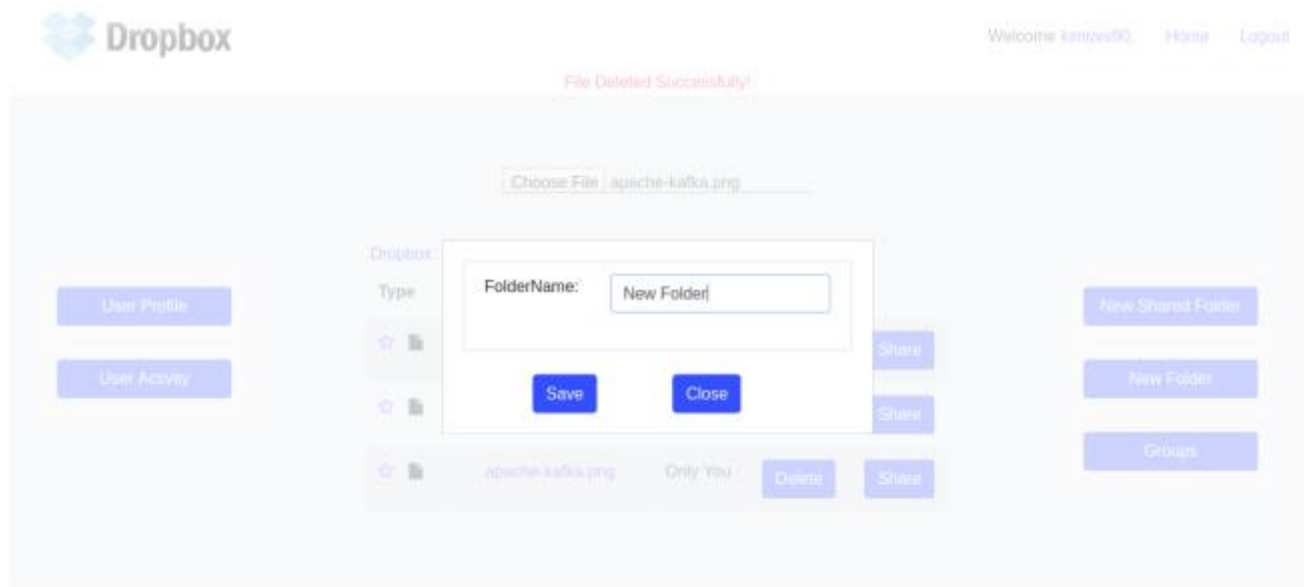 Dropbox
Welcome Home Logout
File Deleted Successfully!
Choose File apache-kafka.png
Dropbox
Type
FolderName: New Folder
User Profile
New Shared Folder
Share
User Activity
New Folder
Save Close
Share
Groups
apache-kafka.png Only You Delete Share